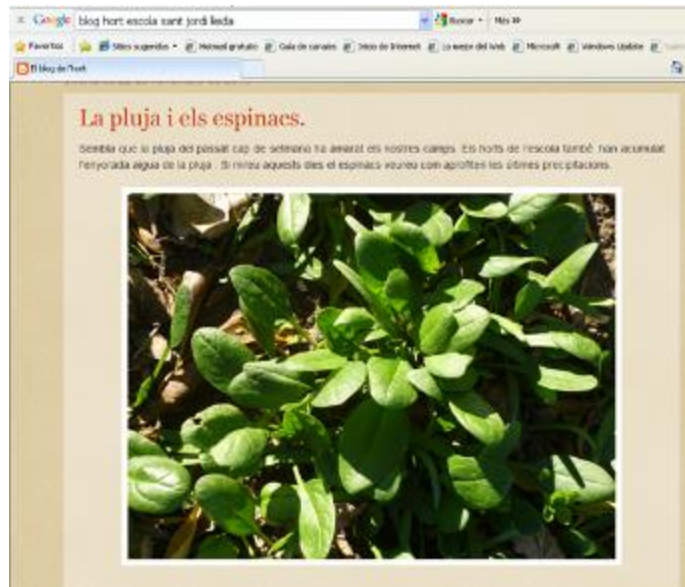 Google blog hort escola sant jordi lleida Buscar Más »
Favoritos Sitios sugeridos Hotmail gratuito Guía de canales Inicio de Internet Lo mejor del Web Microsoft Windows Update
El blog de l'hort
La pluja i els espinacs.
Sembla que la pluja del passat cap de setmana ha amarat els nostres camps. Els horts de l'escola també han acumulat
l'enyorada aigua de la pluja . Si mireu aquests dies el espinacs veureu com aprofiten les últimes precipitacions.